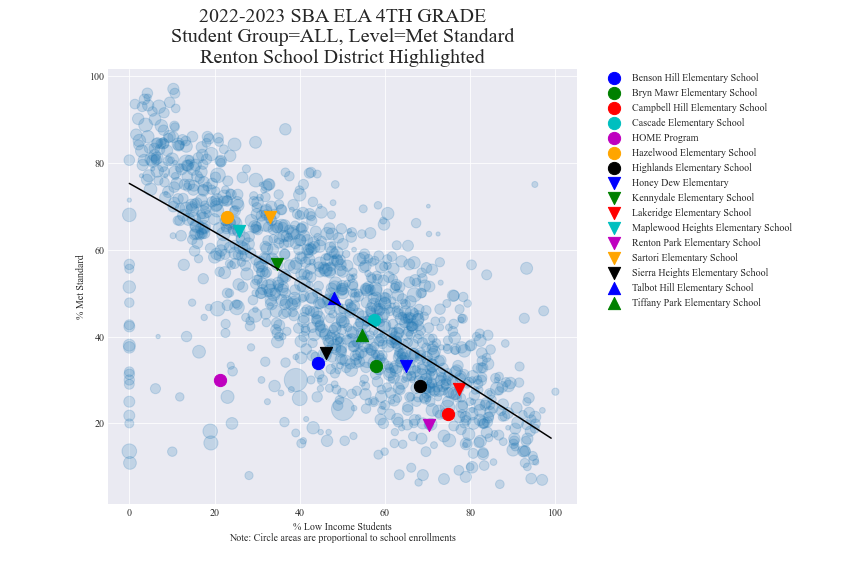 2022-2023 SBA ELA 4TH GRADE
Student Group=ALL, Level=Met Standard
Renton School District Highlighted
100
80
60
40
20
% Met Standard
0
20
40
60
80
100
% Low Income Students
Note: Circle areas are proportional to school enrollments
Benson Hill Elementary School
Bryn Mawr Elementary School
Campbell Hill Elementary School
Cascade Elementary School
HOME Program
Hazelwood Elementary School
Highlands Elementary School
Honey Dew Elementary
Kennydale Elementary School
Lakeridge Elementary School
Maplewood Heights Elementary School
Renton Park Elementary School
Sartori Elementary School
Sierra Heights Elementary School
Talbot Hill Elementary School
Tiffany Park Elementary School